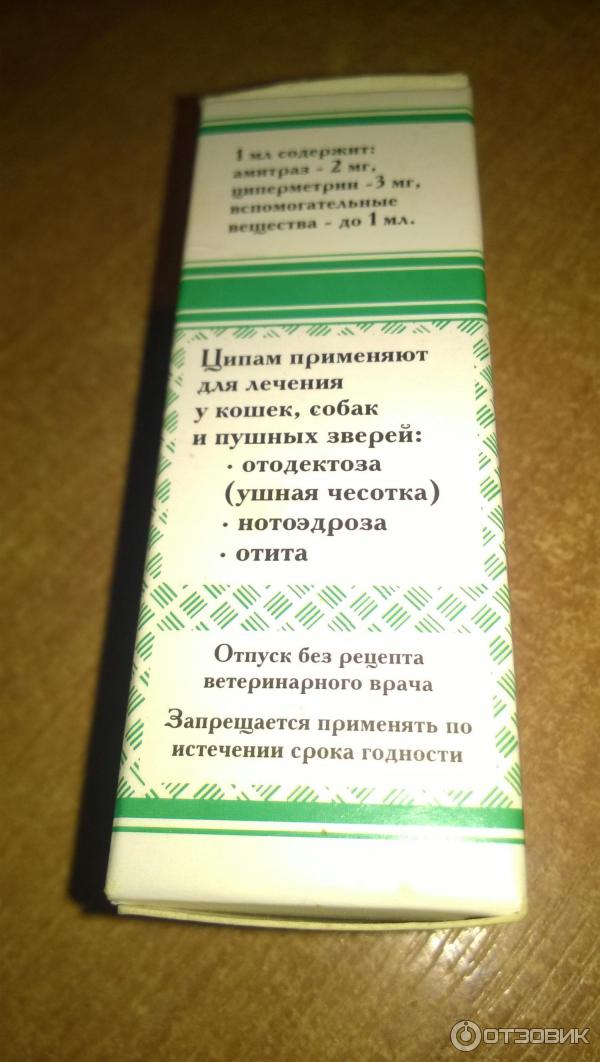 1 мл содержит:
амитраз - 2 мг,
циперметрин -3 мг,
вспомогательные
вещества - до 1 мл.
Ципам применяют
для лечения
у кошек, собак
и пушных зверей:
· отодектоза
(ушная чесотка)
· нотоэдроза
· отита
Отпуск без рецепта
ветеринарного врача
Запрещается применять по
истечении срока годности
ОТЗОВИК